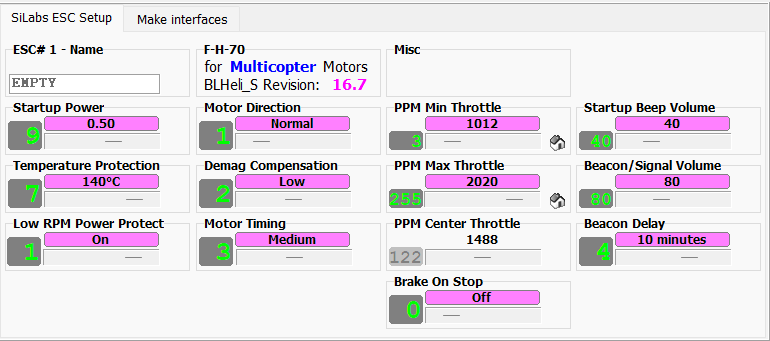 SiLabs ESC Setup
Make interfaces
ESC# 1 - Name
EMPTY
F-H-70
for Multicopter Motors
BLHeli_S Revision: 16.7
Misc
Startup Power
9
0.50
Motor Direction
1
Normal
PPM Min Throttle
3
1012
Startup Beep Volume
40
40
Temperature Protection
7
140°C
Demag Compensation
2
Low
PPM Max Throttle
255
2020
Beacon/Signal Volume
80
80
Low RPM Power Protect
1
On
Motor Timing
3
Medium
PPM Center Throttle
122
1488
Beacon Delay
4
10 minutes
Brake On Stop
0
Off